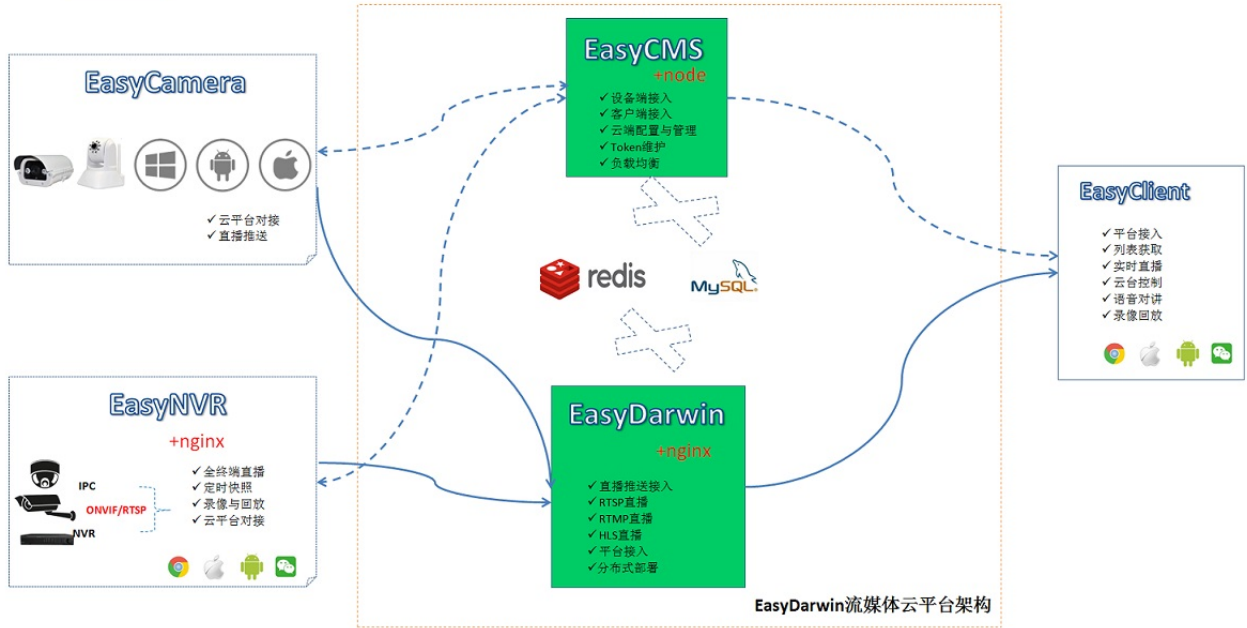 EasyCamera
云平台对接
直播推送
EasyNVR
+nginx
IPC
ONVIF/RTSP
NVR
全终端直播
定时快照
录像与回放
云平台对接
EasyCMS
+node
设备端接入
客户端接入
云端配置与管理
Token维护
负载均衡
redis
MySQL
EasyDarwin
+nginx
直播推送接入
RTSP直播
RTMP直播
HLS直播
平台接入
分布式部署
EasyClient
平台接入
列表获取
实时直播
云台控制
语音对讲
录像回放
EasyDarwin流媒体云平台架构